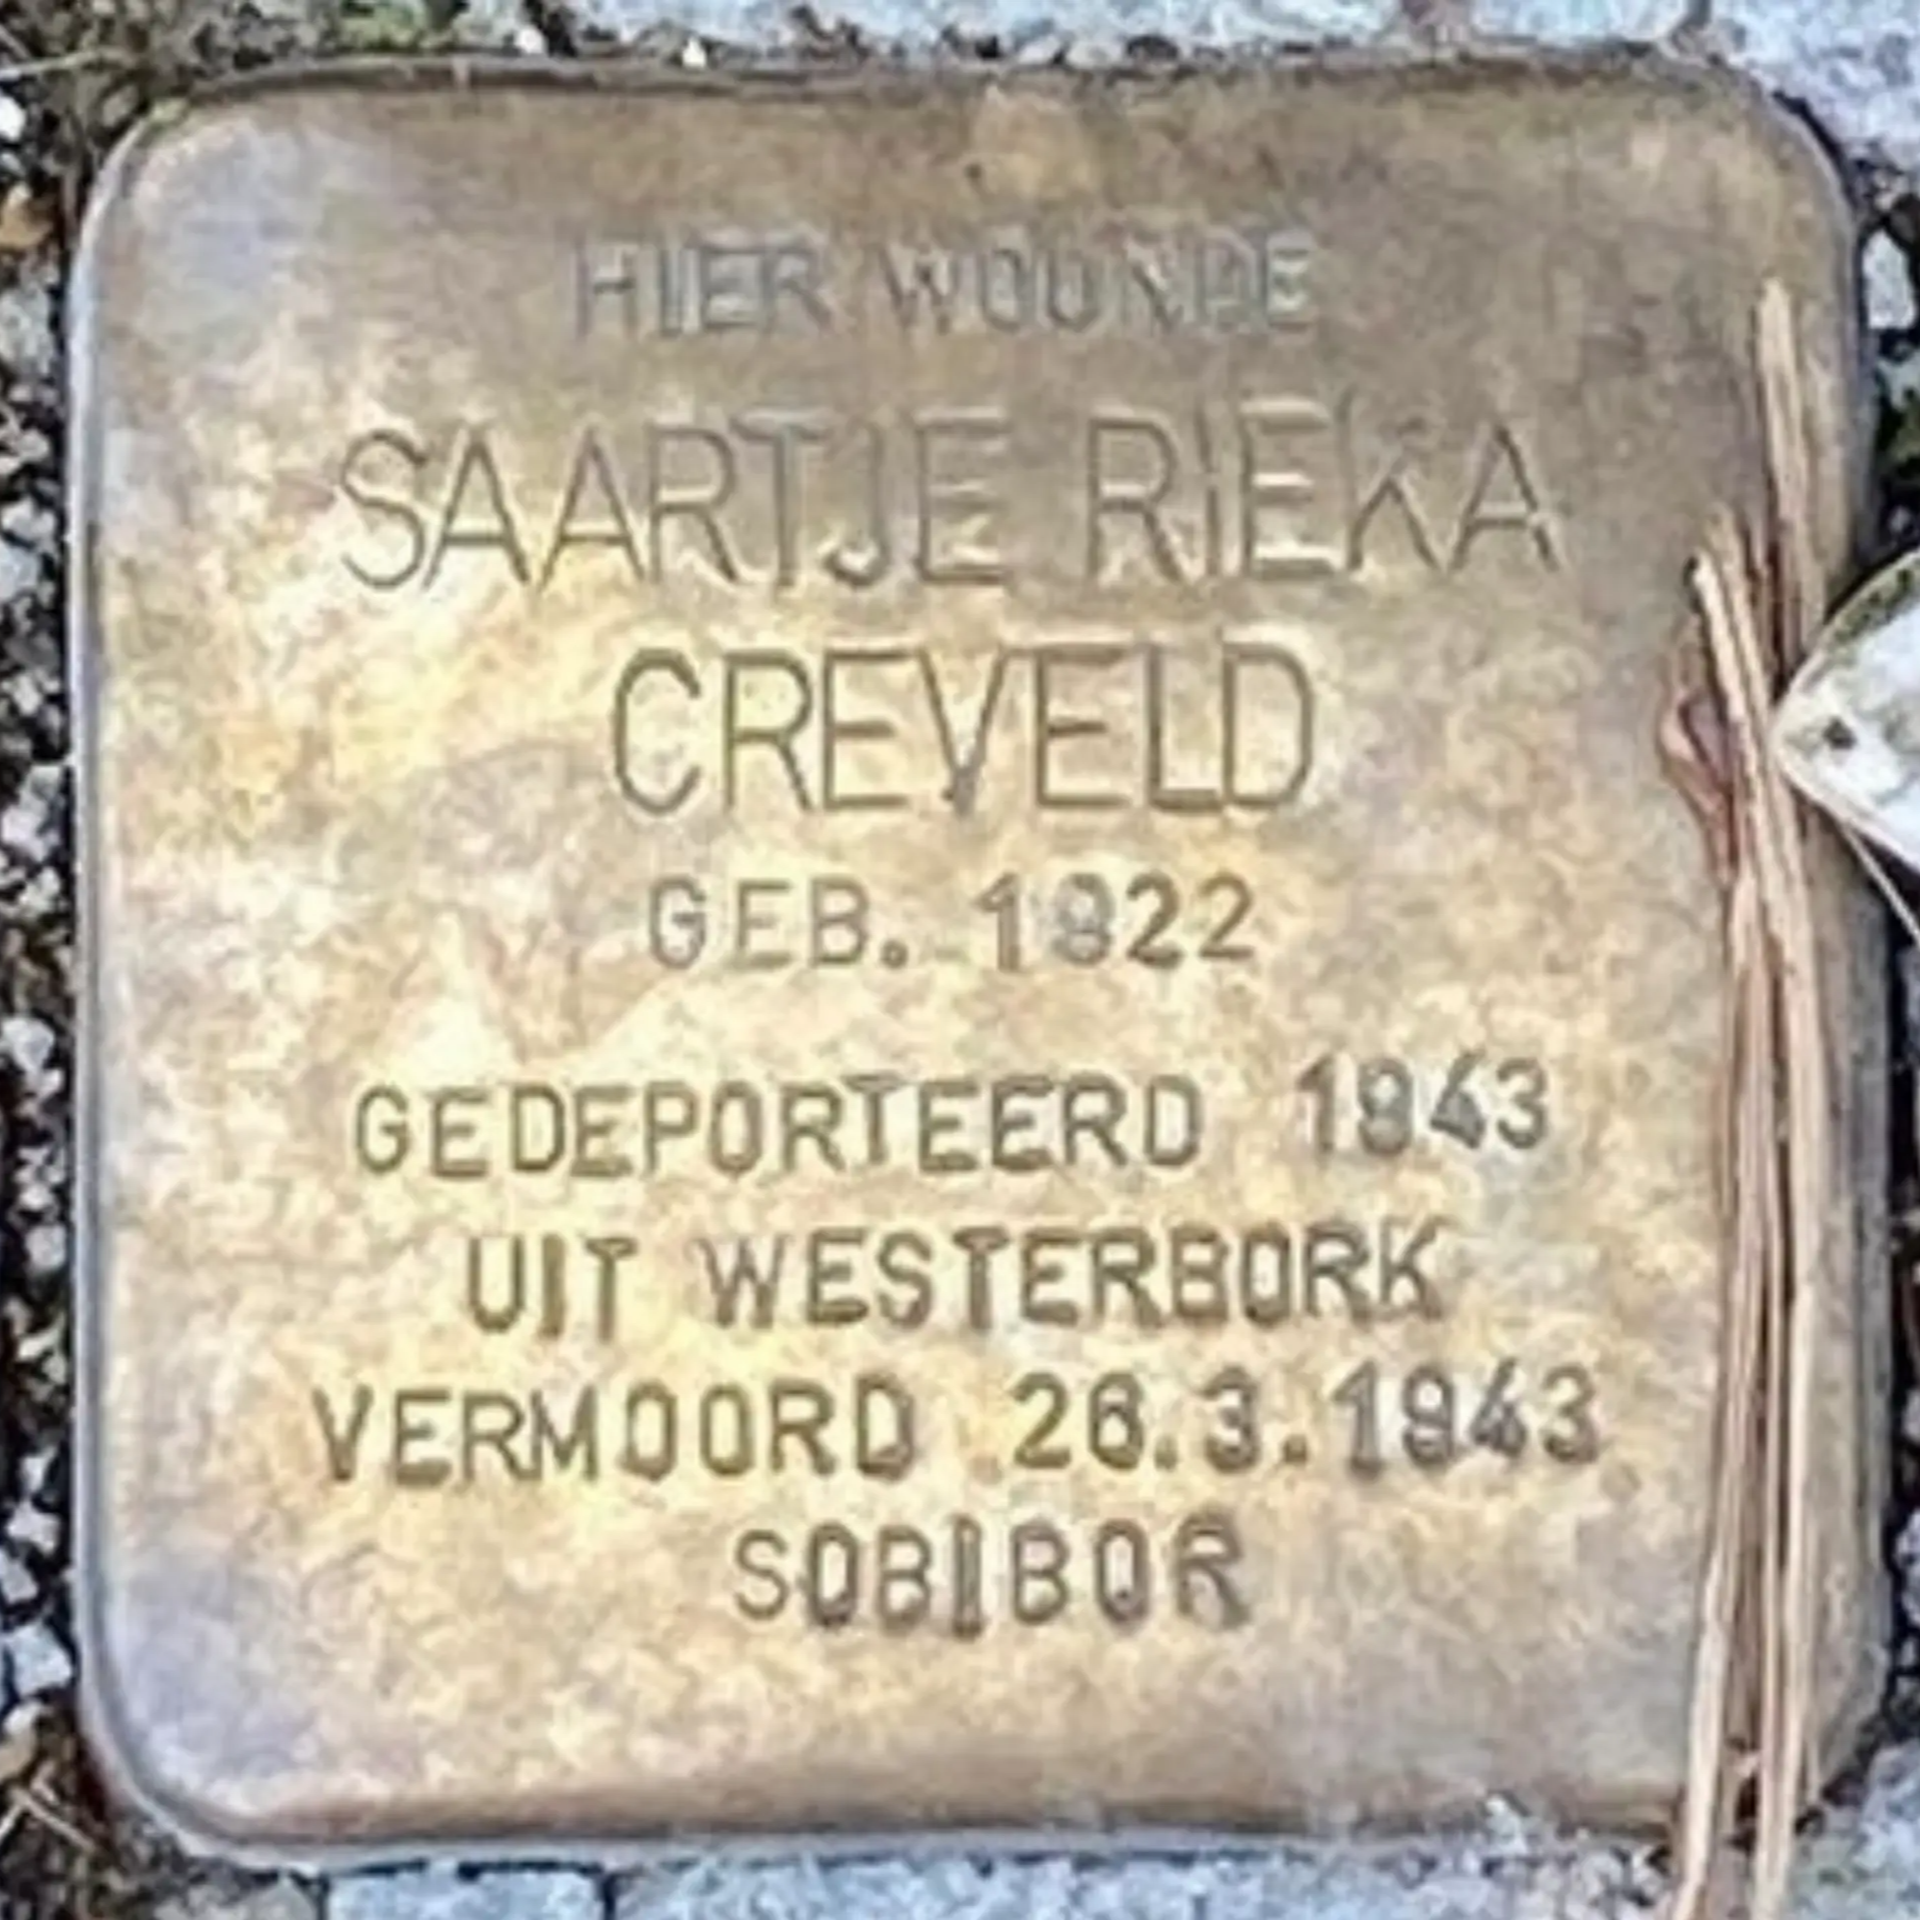 HIER WOONDE
SAARTJE RIEKA
CREVELD
GEB. 1922
GEDEPORTEERD 1943
UIT WESTERBORK
VERMOORD 26.3.1943
SOBIBOR